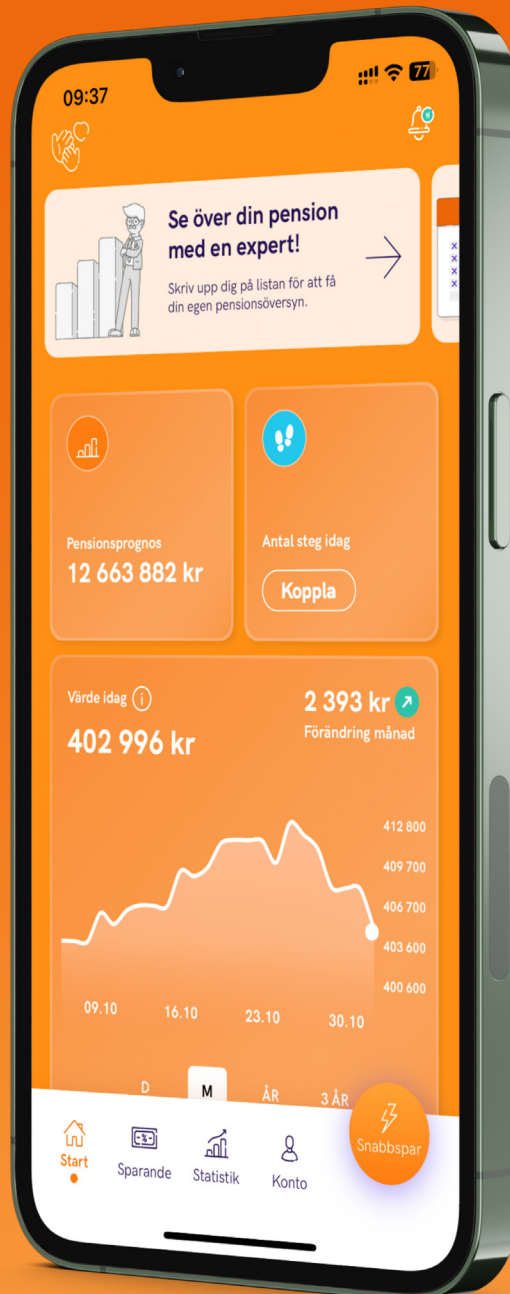 09:37
77
N
Se över din pension
med en expert!
Skriv upp dig på listan för att få
din egen pensionsöversyn.
Pensionsprognos
12 663 882 kr
Antal steg idag
Koppla
Värde idag i
402 996 kr
2 393 kr
Förändring månad
412 800
409 700
406 700
403 600
400 600
09.10 16.10 23.10 30.10
D M ÅR 3 ÅR
Start
Sparande
Statistik
Konto
Snabbspar